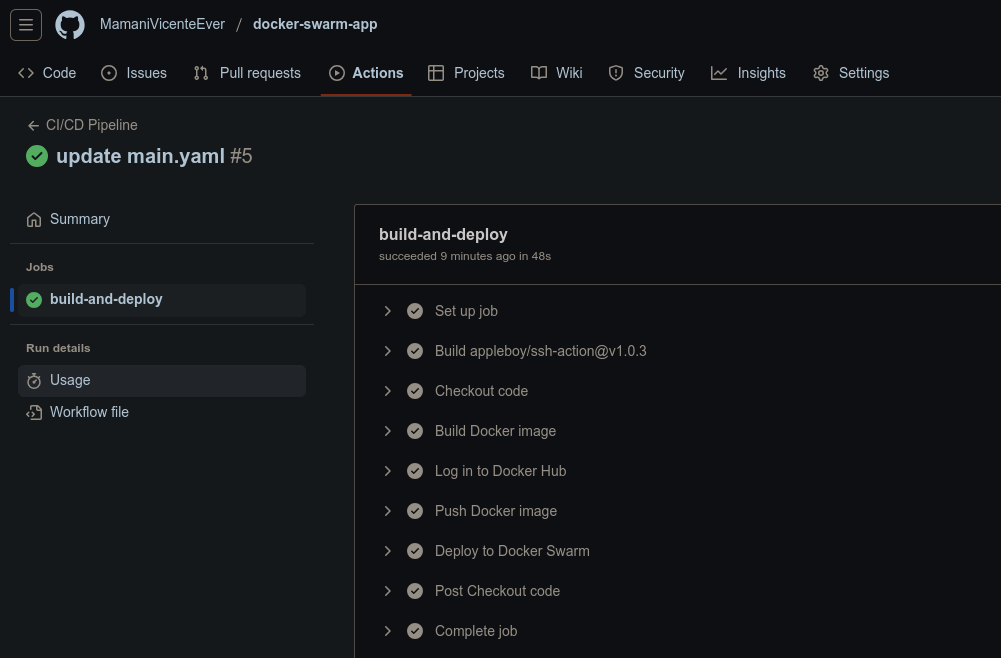 MamaniVicenteEver / docker-swarm-app
Code Issues Pull requests Actions Projects Wiki Security Insights Settings
CI/CD Pipeline
update main.yaml #5
Summary
Jobs
build-and-deploy
Run details
Usage
Workflow file
build-and-deploy
succeeded 9 minutes ago in 48s
Set up job
Build appleboy/ssh-action@v1.0.3
Checkout code
Build Docker image
Log in to Docker Hub
Push Docker image
Deploy to Docker Swarm
Post Checkout code
Complete job